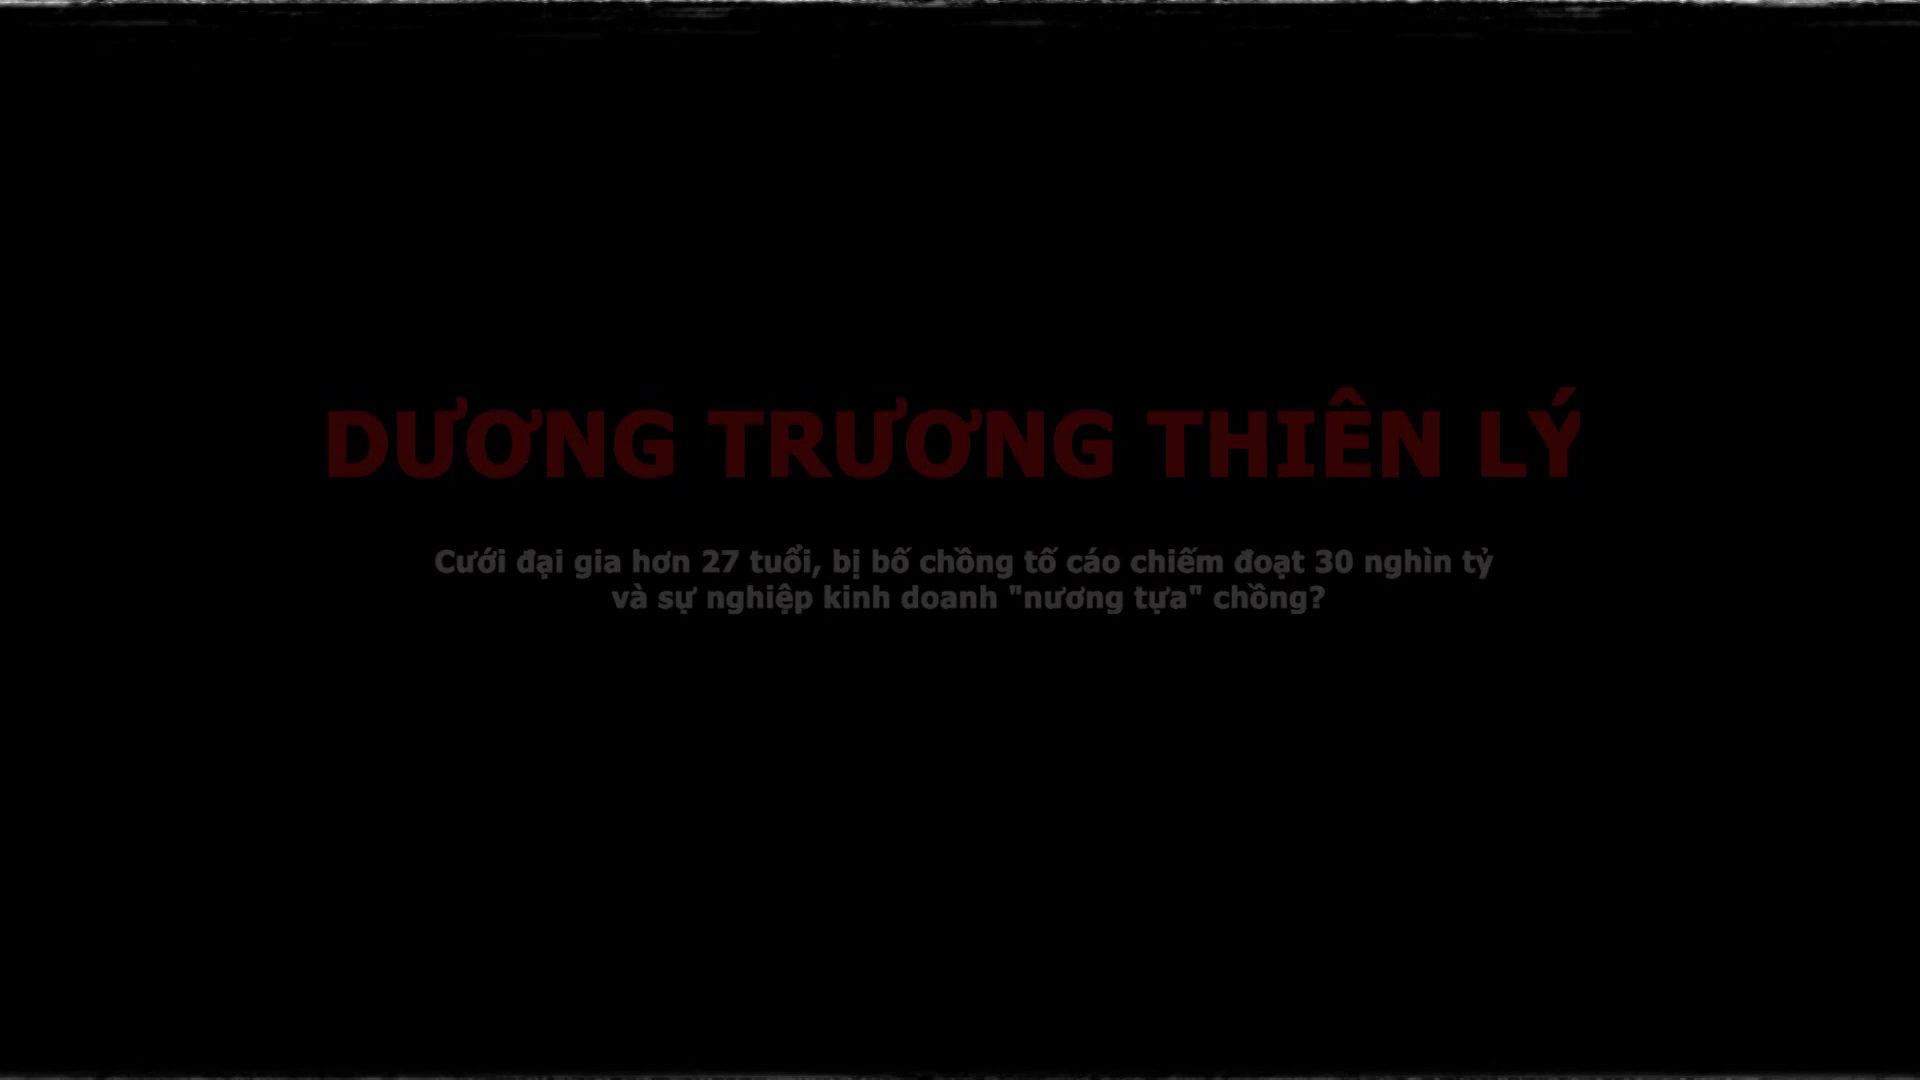 DƯƠNG TRƯƠNG THIÊN LÝ
Cưới đại gia hơn 27 tuổi, bị bố chồng tố cáo chiếm đoạt 30 nghìn tỷ
và sự nghiệp kinh doanh "nương tựa" chồng?